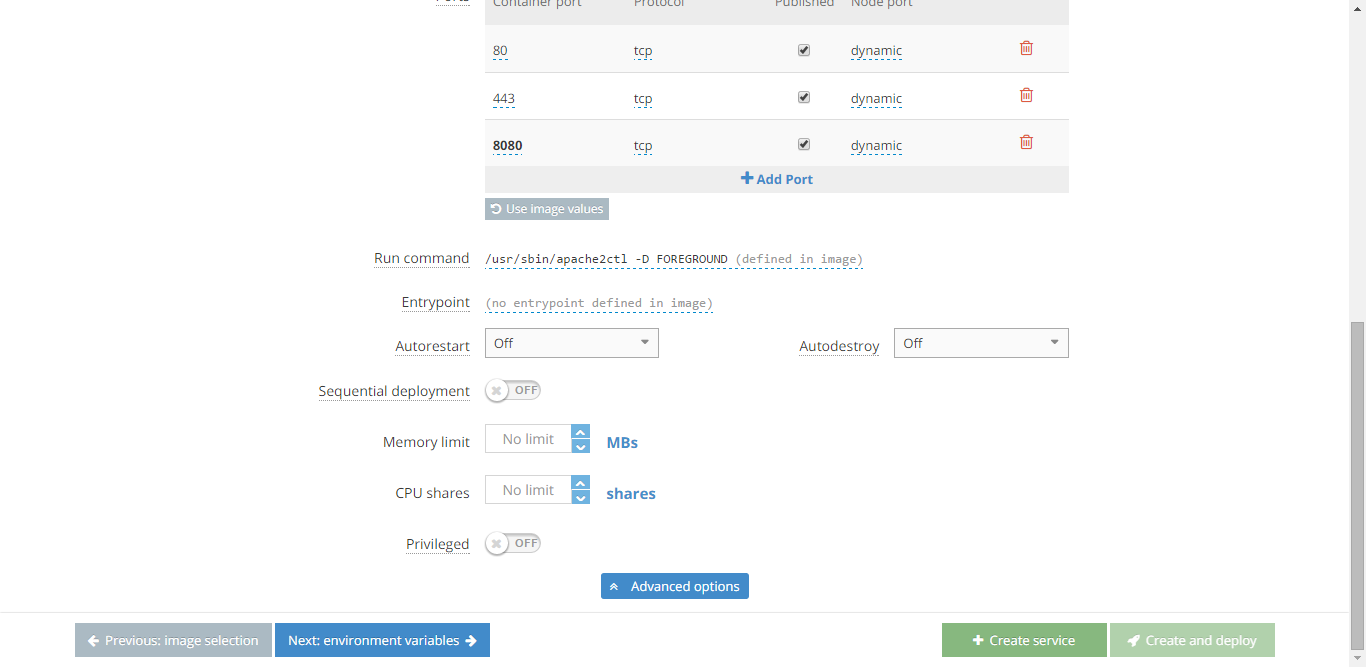 Ports Container port Protocol Published Node port
80 tcp dynamic
443 tcp dynamic
8080 tcp dynamic
Add Port
Use image values
Run command /usr/sbin/apache2ctl -D FOREGROUND (defined in image)
Entrypoint (no entrypoint defined in image)
Autorestart Off Autodestroy Off
Sequential deployment OFF
Memory limit No limit MBs
CPU shares No limit shares
Privileged OFF
Advanced options
Previous: image selection Next: environment variables Create service Create and deploy